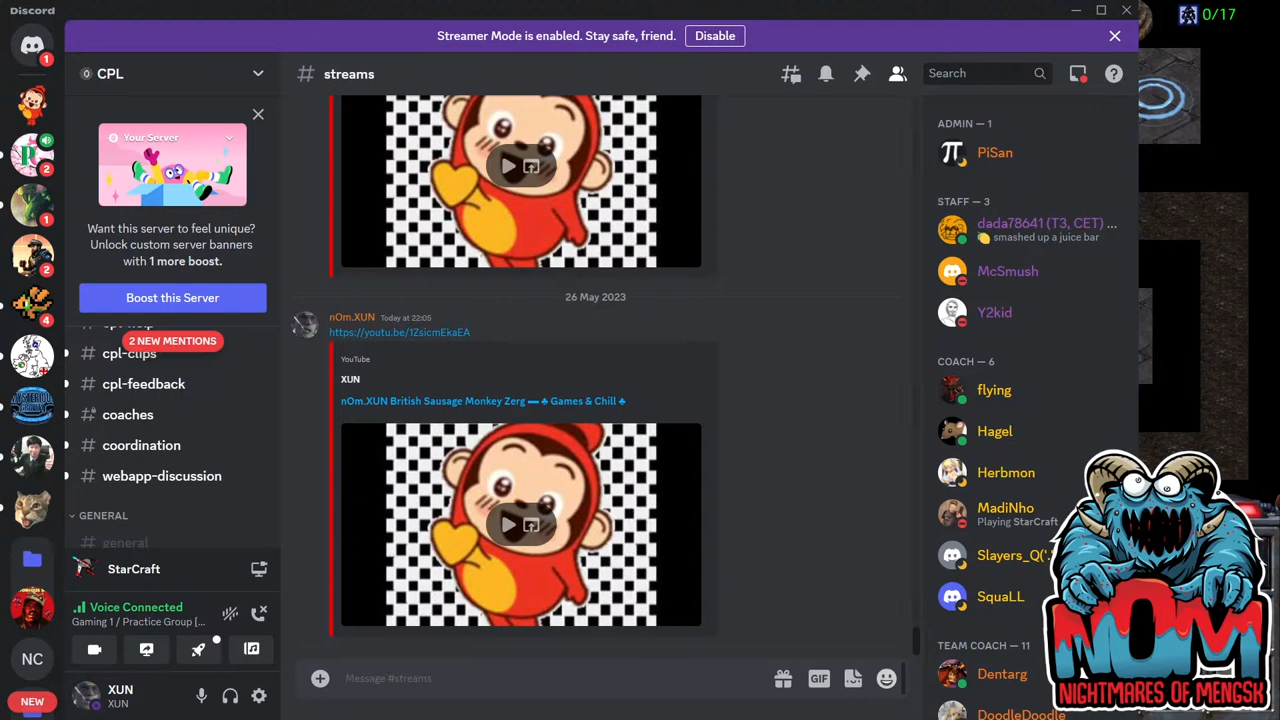 Discord
0/17
Streamer Mode is enabled. Stay safe, friend. Disable
CPL
streams
Search
1
2
1
2
4
NC
NEW
Your Server
Want this server to feel unique?
Unlock custom server banners
with 1 more boost.
Boost this Server
2 NEW MENTIONS
cpl-clips
cpl-feedback
coaches
coordination
webapp-discussion
GENERAL
general
StarCraft
Voice Connected
Gaming 1 / Practice Group [...
XUN
XUN
26 May 2023
nOm.XUN Today at 22:05
https://youtu.be/1ZsicmEkaEA
YouTube
XUN
nOm.XUN British Sausage Monkey Zerg ▬ ♣ Games & Chill ♣
Message #streams
GIF
ADMIN — 1
PiSan
STAFF — 3
dada78641 (T3, CET) ...
smashed up a juice bar
McSmush
Y2kid
COACH — 6
flying
Hagel
Herbmon
MadiNho
Playing StarCraft
Slayers_Q('.
SquaLL
TEAM COACH — 11
Dentarg
DoodleDoodle
NOM
NIGHTMARES OF MENGSK